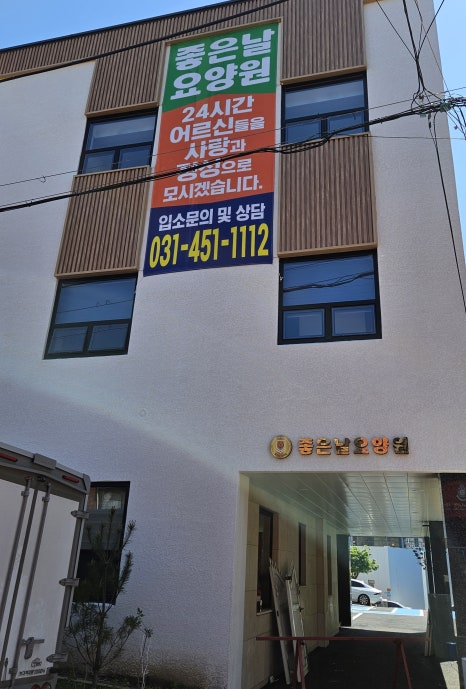 좋은날
요양원
24시간
어르신들을
사랑과
정성으로
모시겠습니다.
입소문의 및 상담
031-451-1112
좋은날요양원